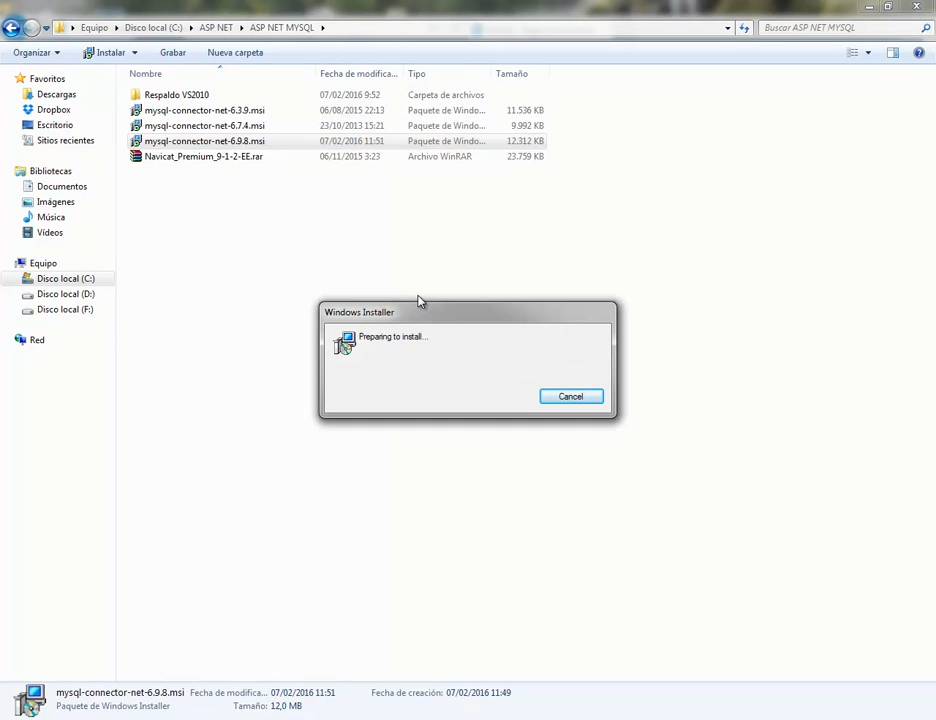 Equipo
Disco local (C:)
ASP NET
ASP NET MYSQL
Buscar ASP NET MYSQL
Organizar
Instalar
Grabar
Nueva carpeta
Favoritos
Descargas
Dropbox
Escritorio
Sitios recientes
Bibliotecas
Documentos
Imágenes
Música
Vídeos
Equipo
Disco local (C:)
Disco local (D:)
Disco local (F:)
Red
Nombre Fecha de modifica... Tipo Tamaño
Respaldo VS2010 07/02/2016 9:52 Carpeta de archivos
mysql-connector-net-6.3.9.msi 06/08/2015 22:13 Paquete de Windo... 11.536 KB
mysql-connector-net-6.7.4.msi 23/10/2013 15:21 Paquete de Windo... 9.992 KB
mysql-connector-net-6.9.8.msi 07/02/2016 11:51 Paquete de Windo... 12.312 KB
Navicat_Premium_9-1-2-EE.rar 06/11/2015 3:23 Archivo WinRAR 23.759 KB
Windows Installer
Preparing to install...
Cancel
mysql-connector-net-6.9.8.msi Fecha de modifica... 07/02/2016 11:51 Fecha de creación: 07/02/2016 11:49
Paquete de Windows Installer Tamaño: 12,0 MB